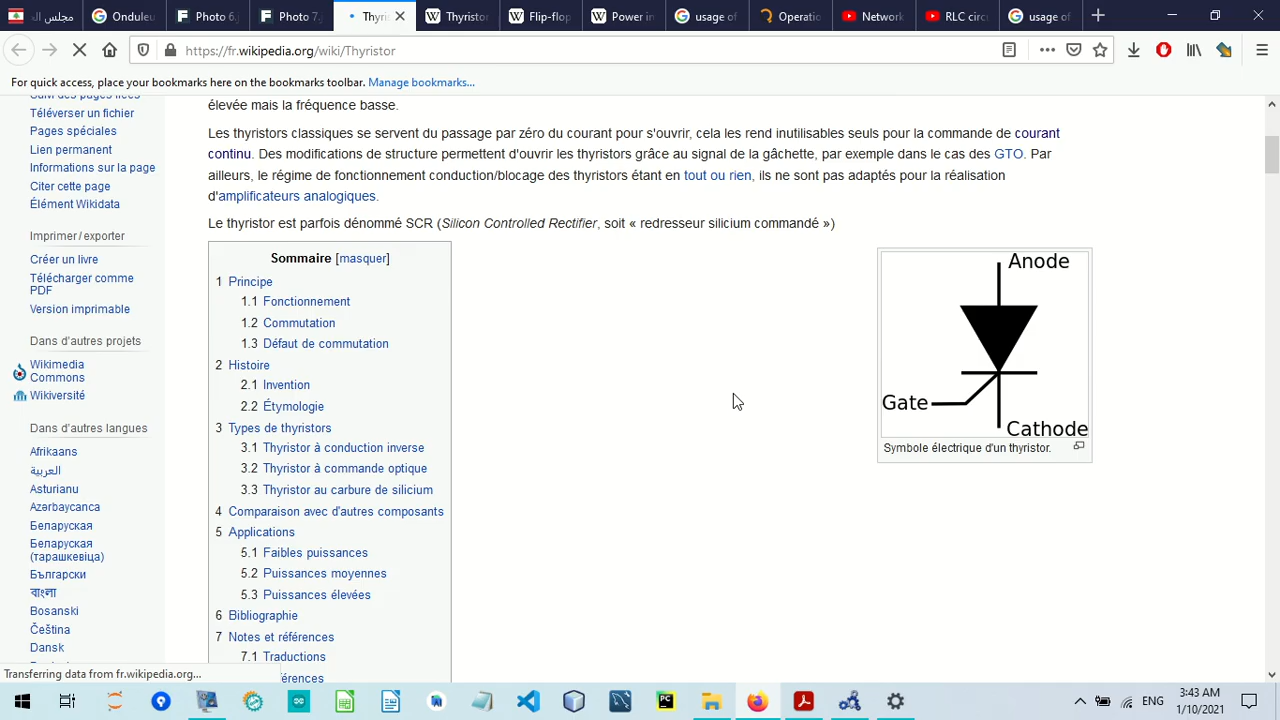 مجلس الـ
Onduleu
Photo 6.j
Photo 7.
Thyris
Thyristor
Flip-flop
Power in
usage of
Operatio
Network
RLC circu
usage of
https://fr.wikipedia.org/wiki/Thyristor
For quick access, place your bookmarks here on the bookmarks toolbar. Manage bookmarks...
Suivi des pages liées
Téléverser un fichier
Pages spéciales
Lien permanent
Informations sur la page
Citer cette page
Élément Wikidata
Imprimer / exporter
Créer un livre
Télécharger comme
PDF
Version imprimable
Dans d'autres projets
Wikimedia
Commons
Wikiversité
Dans d'autres langues
Afrikaans
العربية
Asturianu
Azərbaycanca
Беларуская
Беларуская
(тарашкевіца)
Български
বাংলা
Bosanski
Čeština
Dansk
élevée mais la fréquence basse.
Les thyristors classiques se servent du passage par zéro du courant pour s'ouvrir, cela les rend inutilisables seuls pour la commande de courant
continu. Des modifications de structure permettent d'ouvrir les thyristors grâce au signal de la gâchette, par exemple dans le cas des GTO. Par
ailleurs, le régime de fonctionnement conduction/blocage des thyristors étant en tout ou rien, ils ne sont pas adaptés pour la réalisation
d'amplificateurs analogiques.
Le thyristor est parfois dénommé SCR (Silicon Controlled Rectifier, soit « redresseur silicium commandé »)
Sommaire [masquer]
1 Principe
1.1 Fonctionnement
1.2 Commutation
1.3 Défaut de commutation
2 Histoire
2.1 Invention
2.2 Étymologie
3 Types de thyristors
3.1 Thyristor à conduction inverse
3.2 Thyristor à commande optique
3.3 Thyristor au carbure de silicium
4 Comparaison avec d'autres composants
5 Applications
5.1 Faibles puissances
5.2 Puissances moyennes
5.3 Puissances élevées
6 Bibliographie
7 Notes et références
7.1 Traductions
férences
Anode
Gate
Cathode
Symbole électrique d'un thyristor.
Transferring data from fr.wikipedia.org...
PC
ENG
3:43 AM
1/10/2021